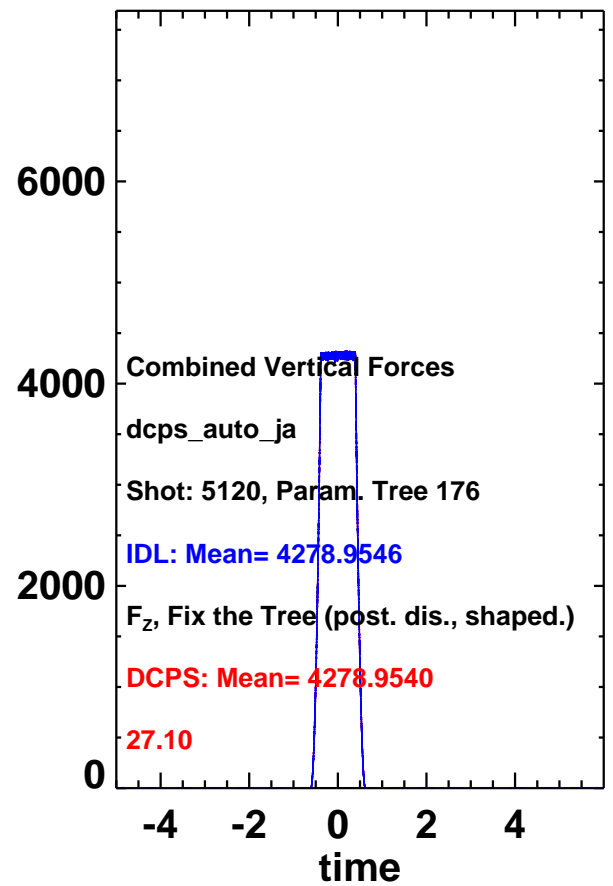 6000
4000
2000
0
Combined Vertical Forces
dcps_auto_ja
Shot: 5120, Param. Tree 176
IDL: Mean= 4278.9546
F_Z, Fix the Tree (post. dis., shaped.)
DCPS: Mean= 4278.9540
27.10
-4 -2 0 2 4
time